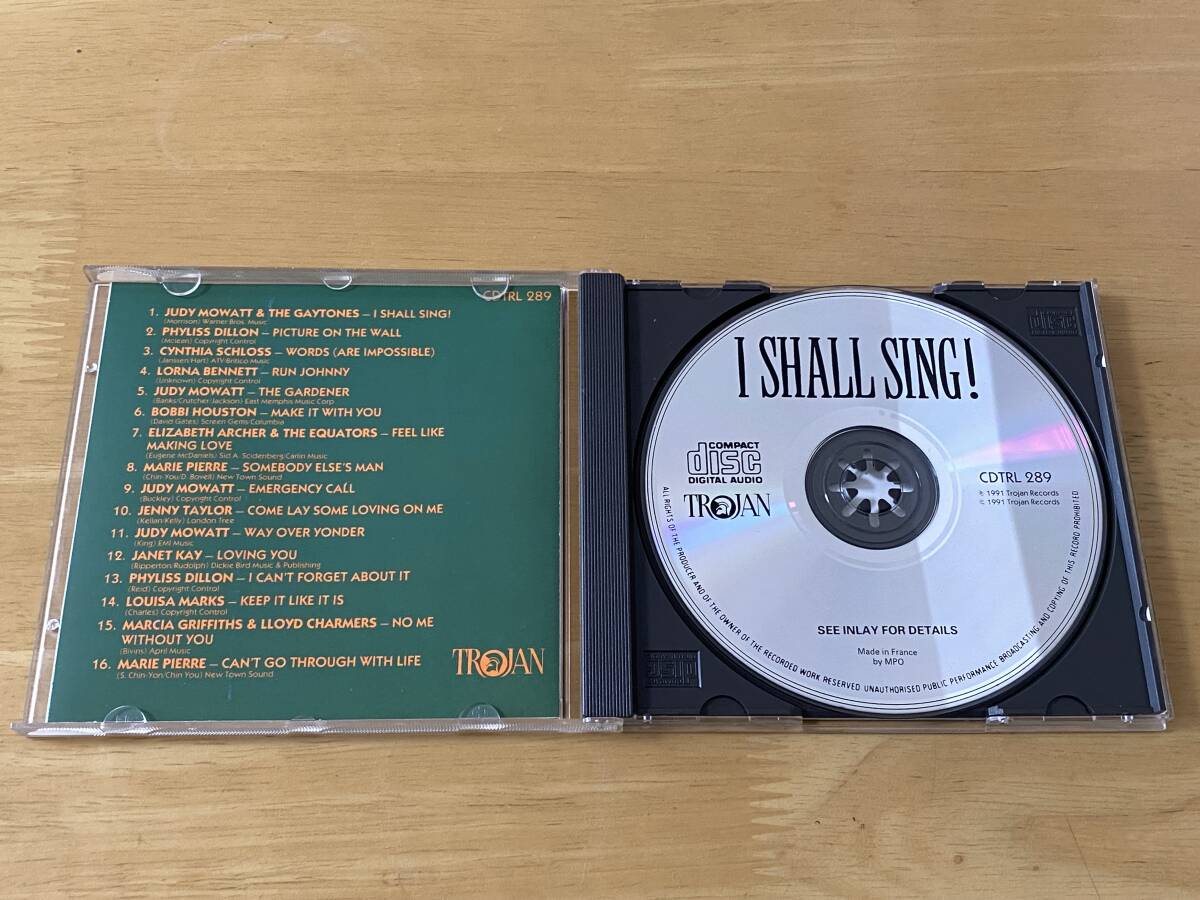 CDTRL 289
1. JUDY MOWATT & THE GAYTONES – I SHALL SING!
(Morrison) Warner Bros. Music
2. PHYLISS DILLON – PICTURE ON THE WALL
(Mclean) Copyright Control
3. CYNTHIA SCHLOSS – WORDS (ARE IMPOSSIBLE)
(Janssen/Hart) ATV/Britico Music
4. LORNA BENNETT – RUN JOHNNY
(Unknown) Copyright Control
5. JUDY MOWATT – THE GARDENER
(Banks/Crutcher/Jackson) East Memphis Music Corp
6. BOBBI HOUSTON – MAKE IT WITH YOU
(David Gates) Screen Gems/Columbia
7. ELIZABETH ARCHER & THE EQUATORS – FEEL LIKE
MAKING LOVE
(Eugene McDaniels) Sid A. Scidenberg/Carlin Music
8. MARIE PIERRE – SOMEBODY ELSE'S MAN
(Chin-You/D. Bovell) New Town Sound
9. JUDY MOWATT – EMERGENCY CALL
(Buckley) Copyright Control
10. JENNY TAYLOR – COME LAY SOME LOVING ON ME
(Kellan/Kelly) London Tree
11. JUDY MOWATT – WAY OVER YONDER
(King) EMI Music
12. JANET KAY – LOVING YOU
(Ripperton/Rudolph) Dickie Bird Music & Publishing
13. PHYLISS DILLON – I CAN'T FORGET ABOUT IT
(Reid) Copyright Control
14. LOUISA MARKS – KEEP IT LIKE IT IS
(Charles) Copyright Control
15. MARCIA GRIFFITHS & LLOYD CHARMERS – NO ME
WITHOUT YOU
(Bivins) April Music
16. MARIE PIERRE – CAN'T GO THROUGH WITH LIFE
(S. Chin-Yon/Chin You) New Town Sound
TROJAN
I SHALL SING!
COMPACT
disc
DIGITAL AUDIO
TROJAN
CDTRL 289
℗ 1991 Trojan Records
© 1991 Trojan Records
SEE INLAY FOR DETAILS
Made in France
by MPO
ALL RIGHTS OF THE PRODUCER AND OF THE OWNER OF THE RECORDED WORK RESERVED. UNAUTHORISED PUBLIC PERFORMANCE BROADCASTING AND COPYING OF THIS RECORD PROHIBITED